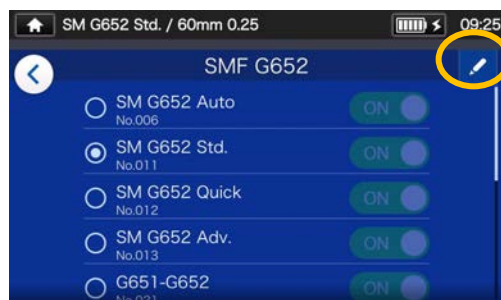 SM G652 Std. / 60mm 0.25 09:25
SMF G652
SM G652 Auto ON
No.006
SM G652 Std. ON
No.011
SM G652 Quick ON
No.012
SM G652 Adv. ON
No.013
G651-G652 ON